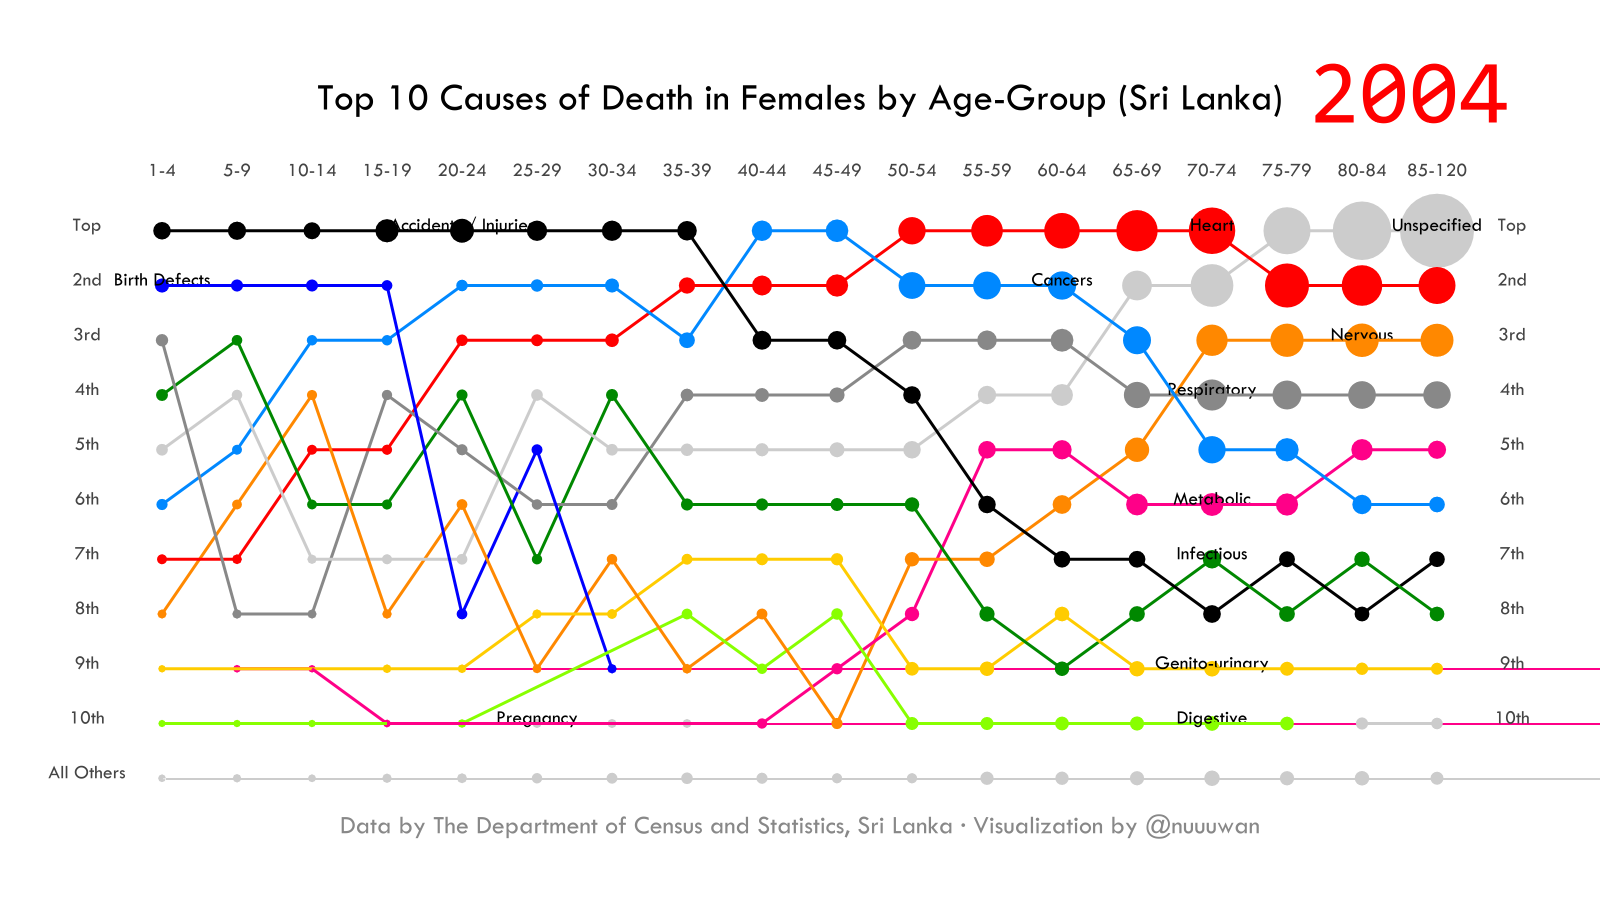 Top 10 Causes of Death in Females by Age-Group (Sri Lanka) 2004
1-4 5-9 10-14 15-19 20-24 25-29 30-34 35-39 40-44 45-49 50-54 55-59 60-64 65-69 70-74 75-79 80-84 85-120
Top Accidents / Injuries Heart Unspecified Top
2nd Birth Defects Cancers 2nd
3rd Nervous 3rd
4th Respiratory 4th
5th 5th
6th Metabolic 6th
7th Infectious 7th
8th 8th
9th Genito-urinary 9th
10th Pregnancy Digestive 10th
All Others
Data by The Department of Census and Statistics, Sri Lanka · Visualization by @nuuuwan